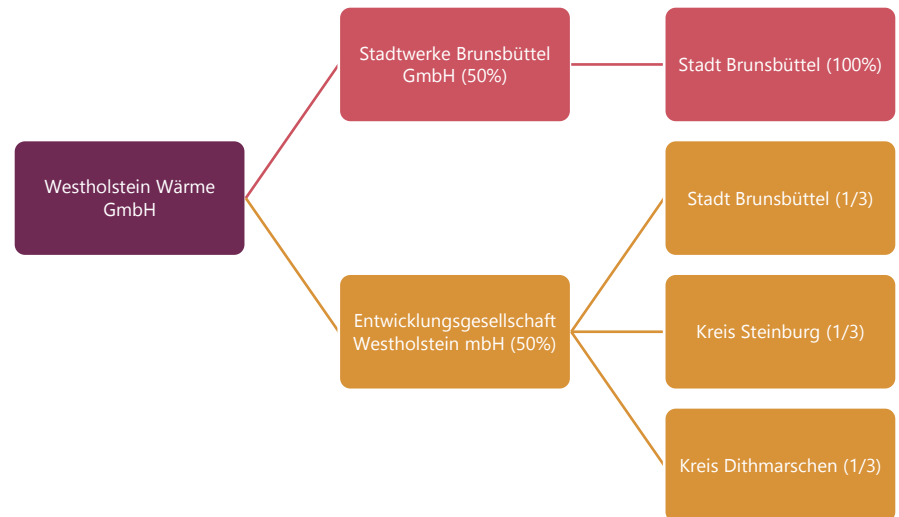 Stadtwerke Brunsbüttel
GmbH (50%)
Stadt Brunsbüttel (100%)
Westholstein Wärme
GmbH
Stadt Brunsbüttel (1/3)
Entwicklungsgesellschaft
Westholstein mbH (50%)
Kreis Steinburg (1/3)
Kreis Dithmarschen (1/3)